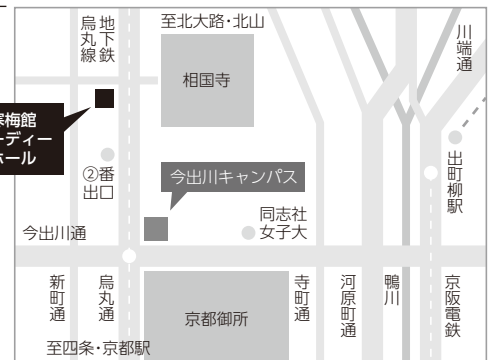 至北大路・北山
地下鉄
烏丸線
川端通
相国寺
梅館
ーディー
ホール
②番
出口
今出川キャンパス
出町柳駅
同志社
女子大
今出川通
新町通
烏丸通
京都御所
寺町通
河原町通
鴨川
京阪電鉄
至四条・京都駅